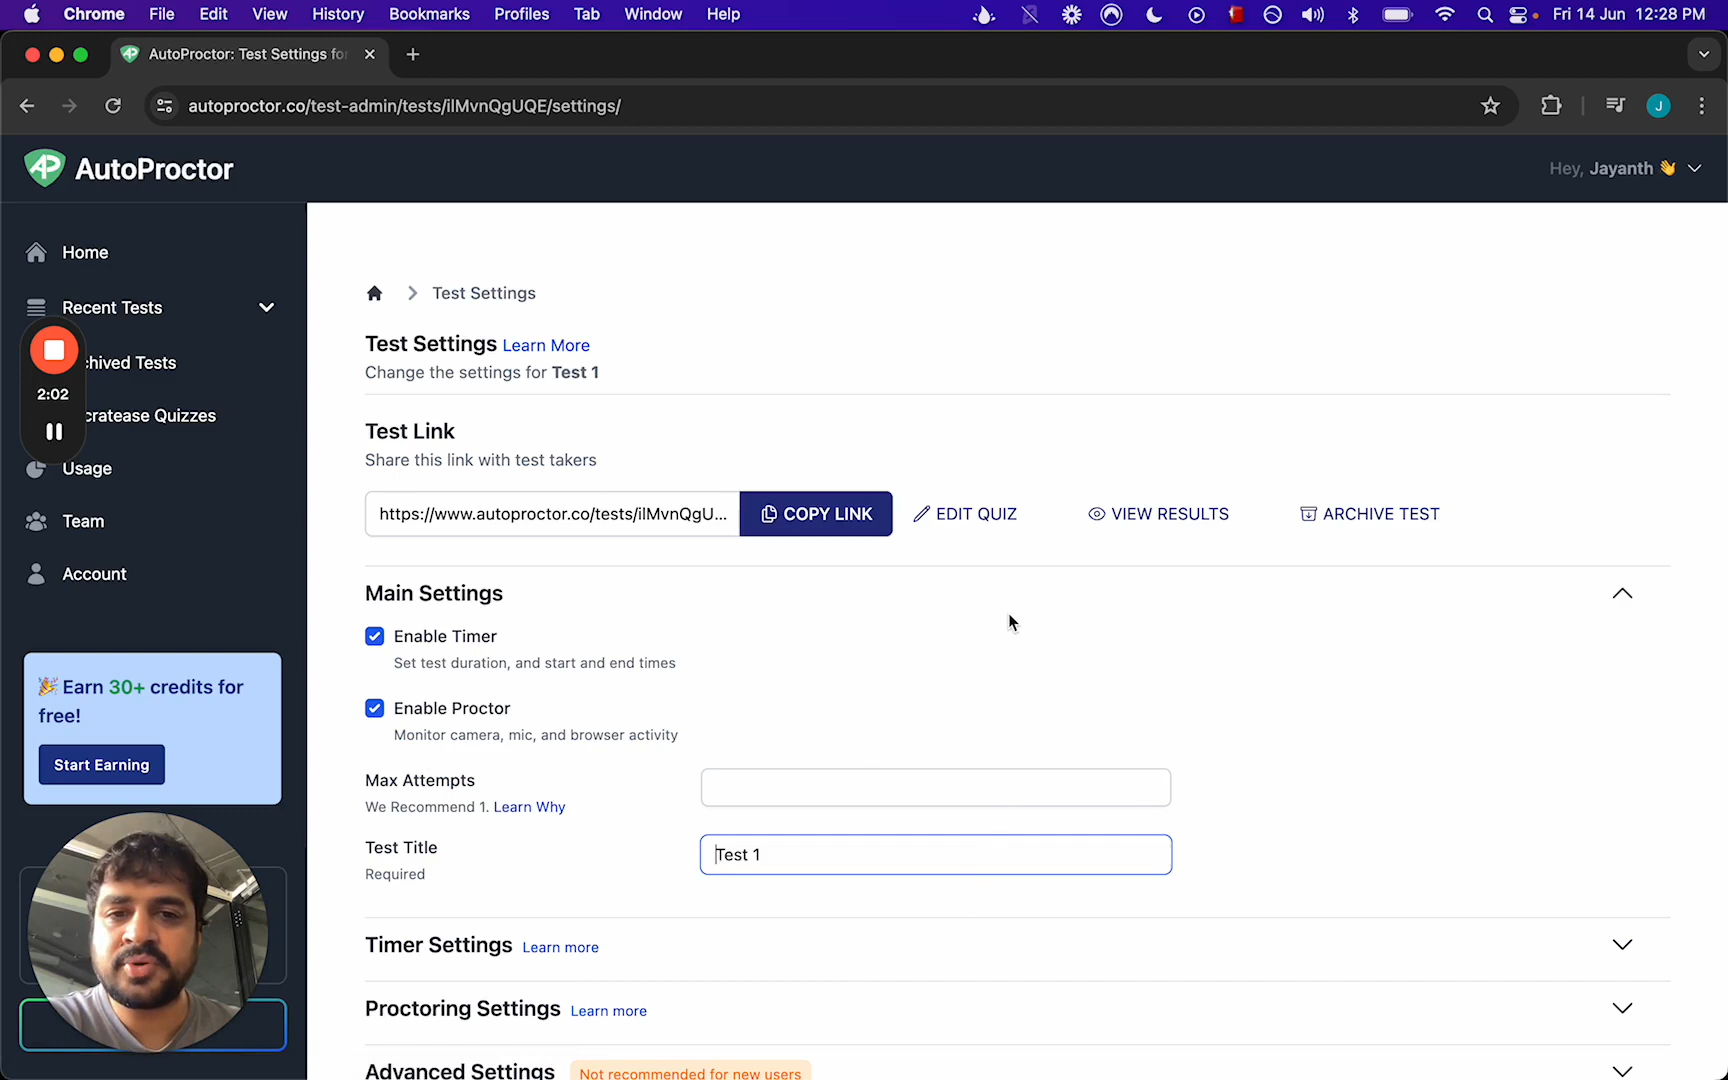 Chrome File Edit View History Bookmarks Profiles Tab Window Help Fri 14 Jun 12:28 PM
AutoProctor: Test Settings for
autoproctor.co/test-admin/tests/ilMvnQgUQE/settings/ J
AP AutoProctor Hey, Jayanth
Home
Recent Tests
chived Tests
2:02
cratease Quizzes
Usage
Team
Account
Earn 30+ credits for
free!
Start Earning
Test Settings
Test Settings Learn More
Change the settings for Test 1
Test Link
Share this link with test takers
https://www.autoproctor.co/tests/ilMvnQgU... COPY LINK EDIT QUIZ VIEW RESULTS ARCHIVE TEST
Main Settings
Enable Timer
Set test duration, and start and end times
Enable Proctor
Monitor camera, mic, and browser activity
Max Attempts
We Recommend 1. Learn Why
Test Title Test 1
Required
Timer Settings Learn more
Proctoring Settings Learn more
Advanced Settings Not recommended for new users